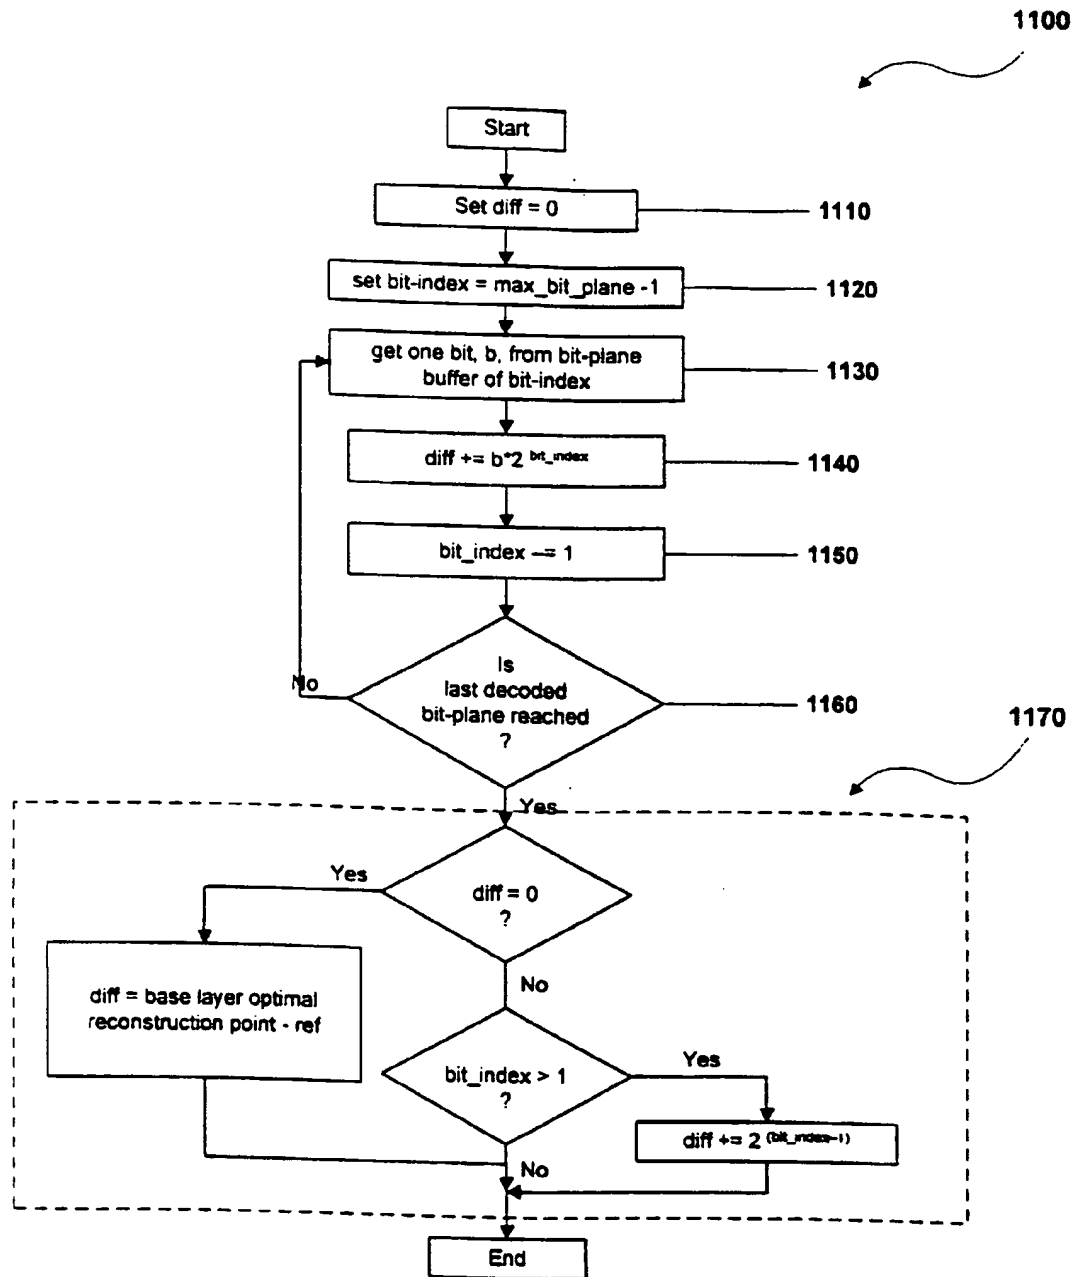 1100
Start
Set diff = 0
1110
set bit-index = max_bit_plane -1
1120
get one bit, b, from bit-plane
buffer of bit-index
1130
diff += b*2 bit_index
1140
bit_index -= 1
1150
Is
last decoded
bit-plane reached
?
1160
No
1170
Yes
diff = 0
?
Yes
No
diff = base layer optimal
reconstruction point - ref
bit_index > 1
?
Yes
diff += 2 (bit_index-1)
No
End